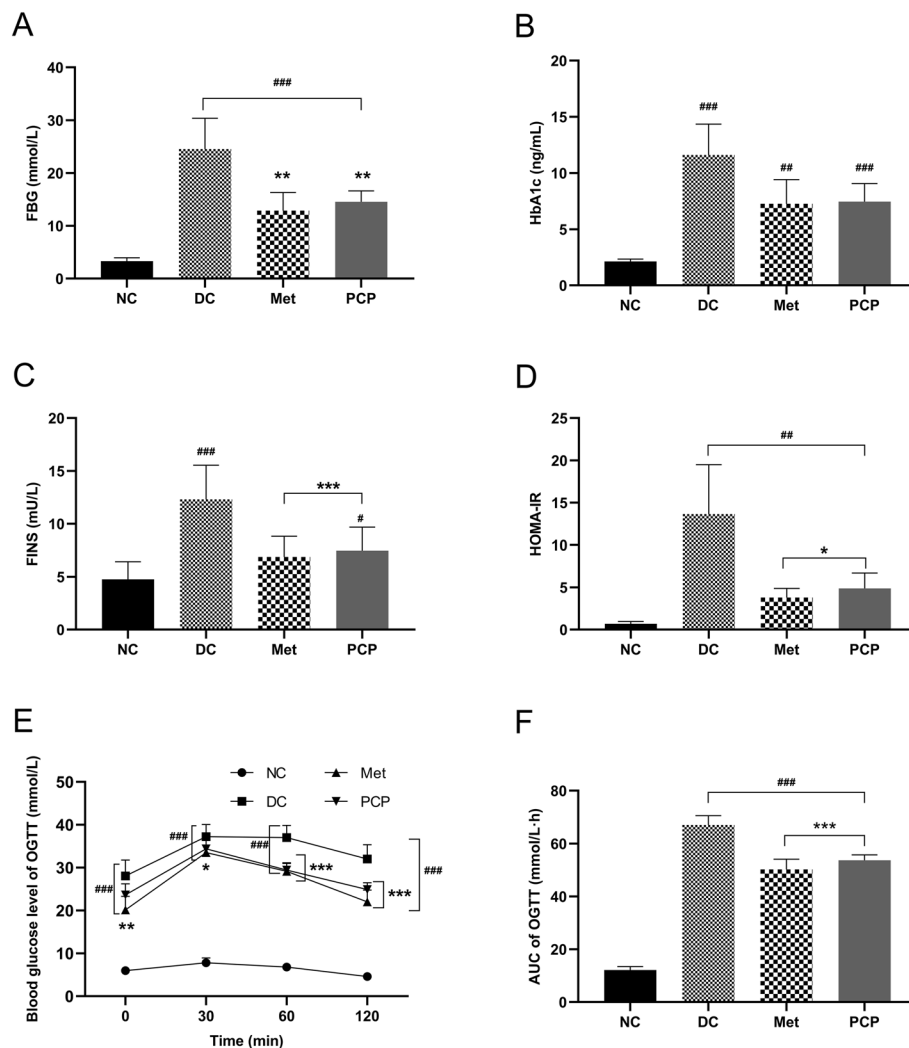 A
FBG (mmol/L)
40
30
20
10
0
###
**
**
NC DC Met PCP
B
HbA1c (ng/mL)
20
15
10
5
0
###
##
###
NC DC Met PCP
C
FINS (mU/L)
20
15
10
5
0
###
***
#
NC DC Met PCP
D
HOMA-IR
25
20
15
10
5
0
##
*
NC DC Met PCP
E
Blood glucose level of OGTT (mmol/L)
50
40
30
20
10
0
NC Met
DC PCP
###
**
###
*
###
***
***
###
0 30 60 120
Time (min)
F
AUC of OGTT (mmol/L·h)
80
60
40
20
0
###
***
NC DC Met PCP